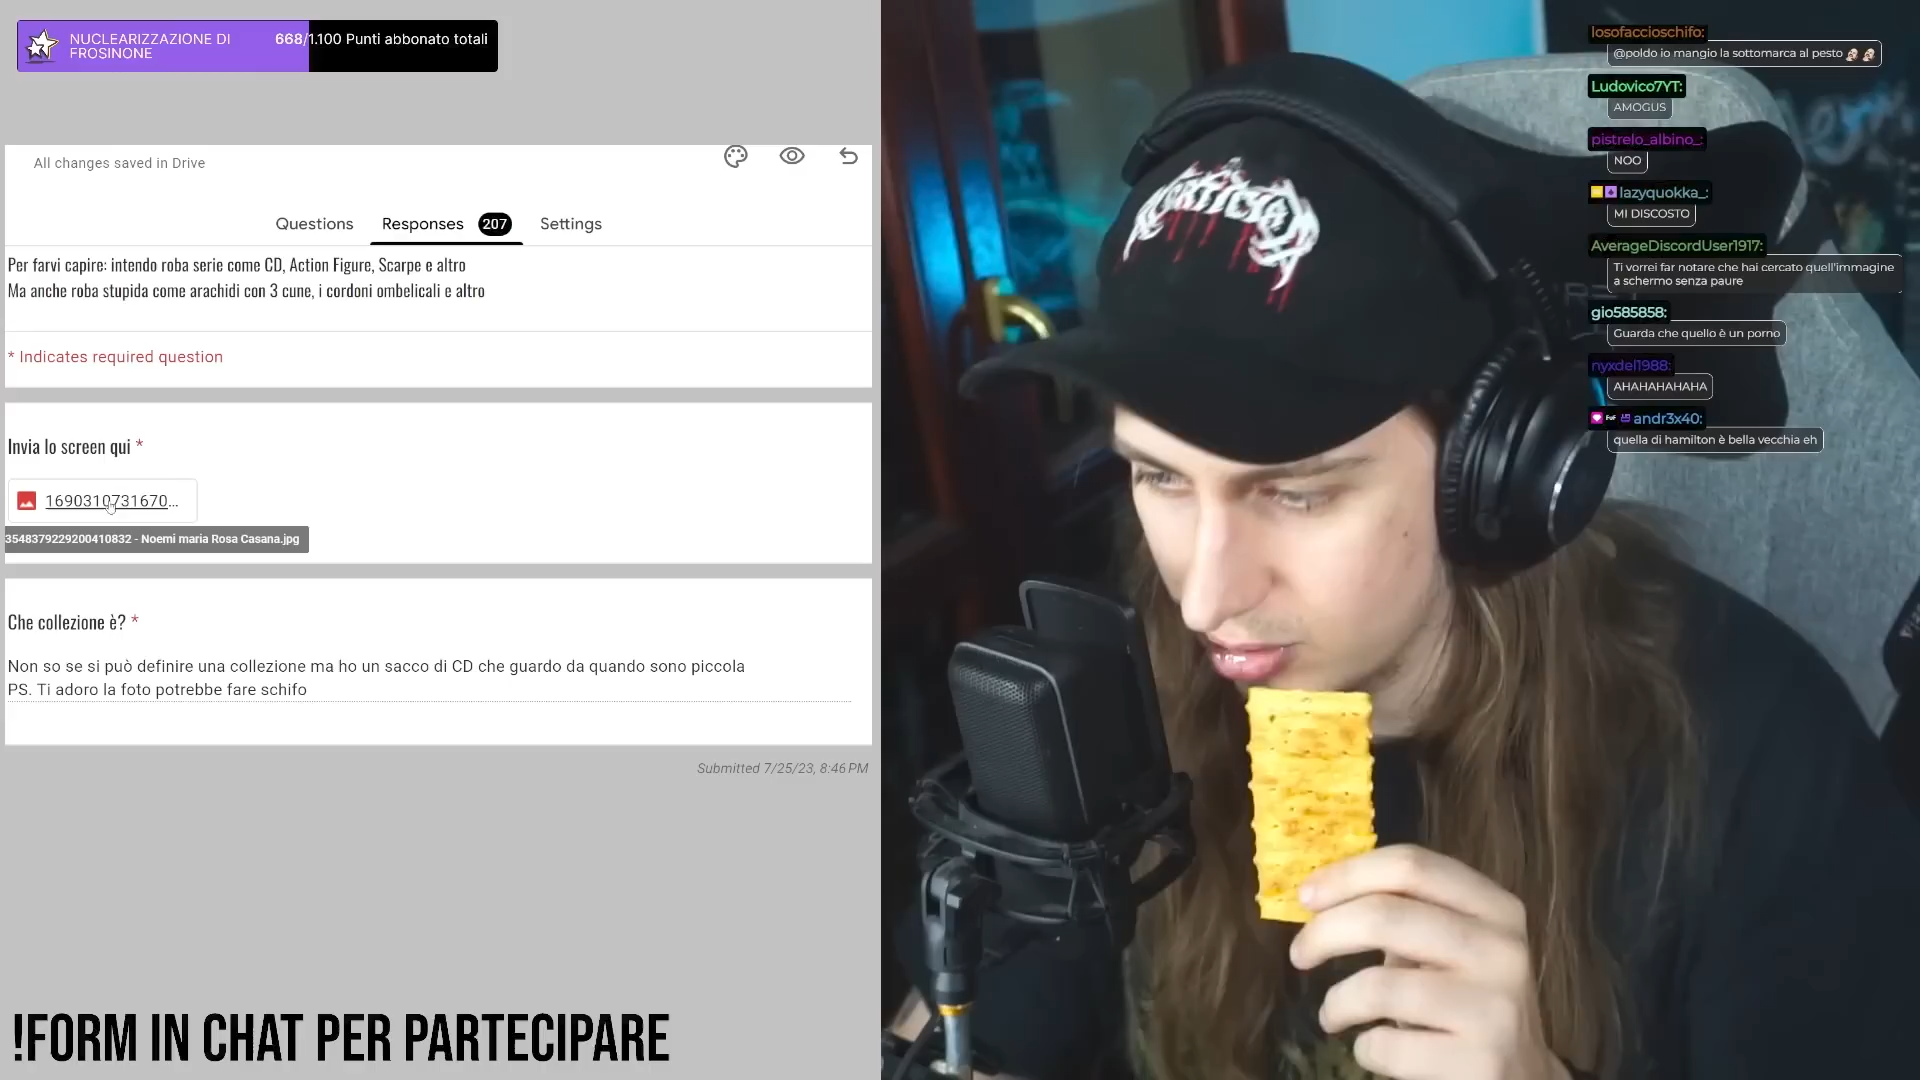 NUCLEARIZZAZIONE DI
FROSINONE
668/1.100 Punti abbonato totali
All changes saved in Drive
Questions
Responses 207
Settings
Per farvi capire: intendo roba serie come CD, Action Figure, Scarpe e altro
Ma anche roba stupida come arachidi con 3 cune, i cordoni ombelicali e altro
* Indicates required question
Invia lo screen qui *
1690310731670...
3548379229200410832 - Noemi maria Rosa Casana.jpg
Che collezione è? *
Non so se si può definire una collezione ma ho un sacco di CD che guardo da quando sono piccola
PS. Ti adoro la foto potrebbe fare schifo
Submitted 7/25/23, 8:46 PM
!FORM IN CHAT PER PARTECIPARE
losofaccioschifo:
@poldo io mangio la sottomarca al pesto
Ludovico7YT:
AMOGUS
pistrelo_albino_:
NOO
lazyquokka_:
MI DISCOSTO
AverageDiscordUser1917:
Ti vorrei far notare che hai cercato quell'immagine
a schermo senza paure
gio585858:
Guarda che quello è un porno
nyxdel1988:
AHAHAHAHAHA
andr3x40:
quella di hamilton è bella vecchia eh